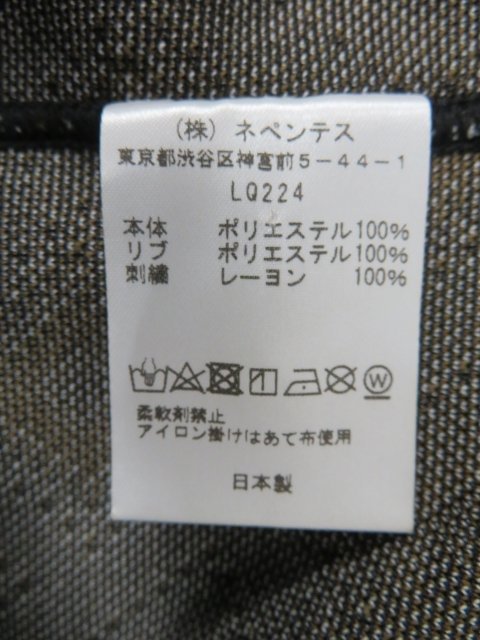 （株）ネペンテス
東京都渋谷区神宮前5-44-1
LQ224
本体 ポリエステル100%
リブ ポリエステル100%
刺繍 レーヨン 100%
W
柔軟剤禁止
アイロン掛けはあて布使用
日本製